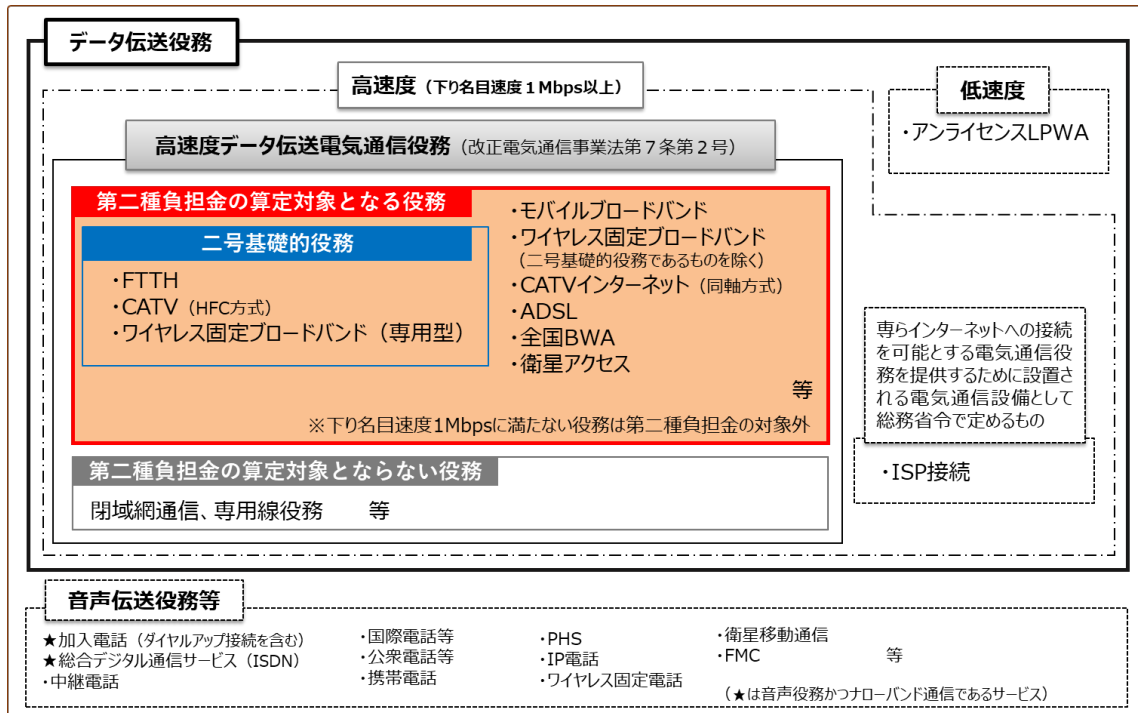 データ伝送役務
高速度（下り名目速度１Mbps以上）
低速度
・アンライセンスLPWA
高速度データ伝送電気通信役務（改正電気通信事業法第７条第２号）
第二種負担金の算定対象となる役務
二号基礎的役務
・FTTH
・CATV（HFC方式）
・ワイヤレス固定ブロードバンド（専用型）
・モバイルブロードバンド
・ワイヤレス固定ブロードバンド
（二号基礎的役務であるものを除く）
・CATVインターネット（同軸方式）
・ADSL
・全国BWA
・衛星アクセス
等
※下り名目速度1Mbpsに満たない役務は第二種負担金の対象外
専らインターネットへの接続
を可能とする電気通信役
務を提供するために設置さ
れる電気通信設備として
総務省令で定めるもの
・ISP接続
第二種負担金の算定対象とならない役務
閉域網通信、専用線役務　　等
音声伝送役務等
★加入電話（ダイヤルアップ接続を含む）
★総合デジタル通信サービス（ISDN）
・中継電話
・国際電話等
・公衆電話等
・携帯電話
・PHS
・IP電話
・ワイヤレス固定電話
・衛星移動通信
・FMC　　　　等
（★は音声役務かつナローバンド通信であるサービス）